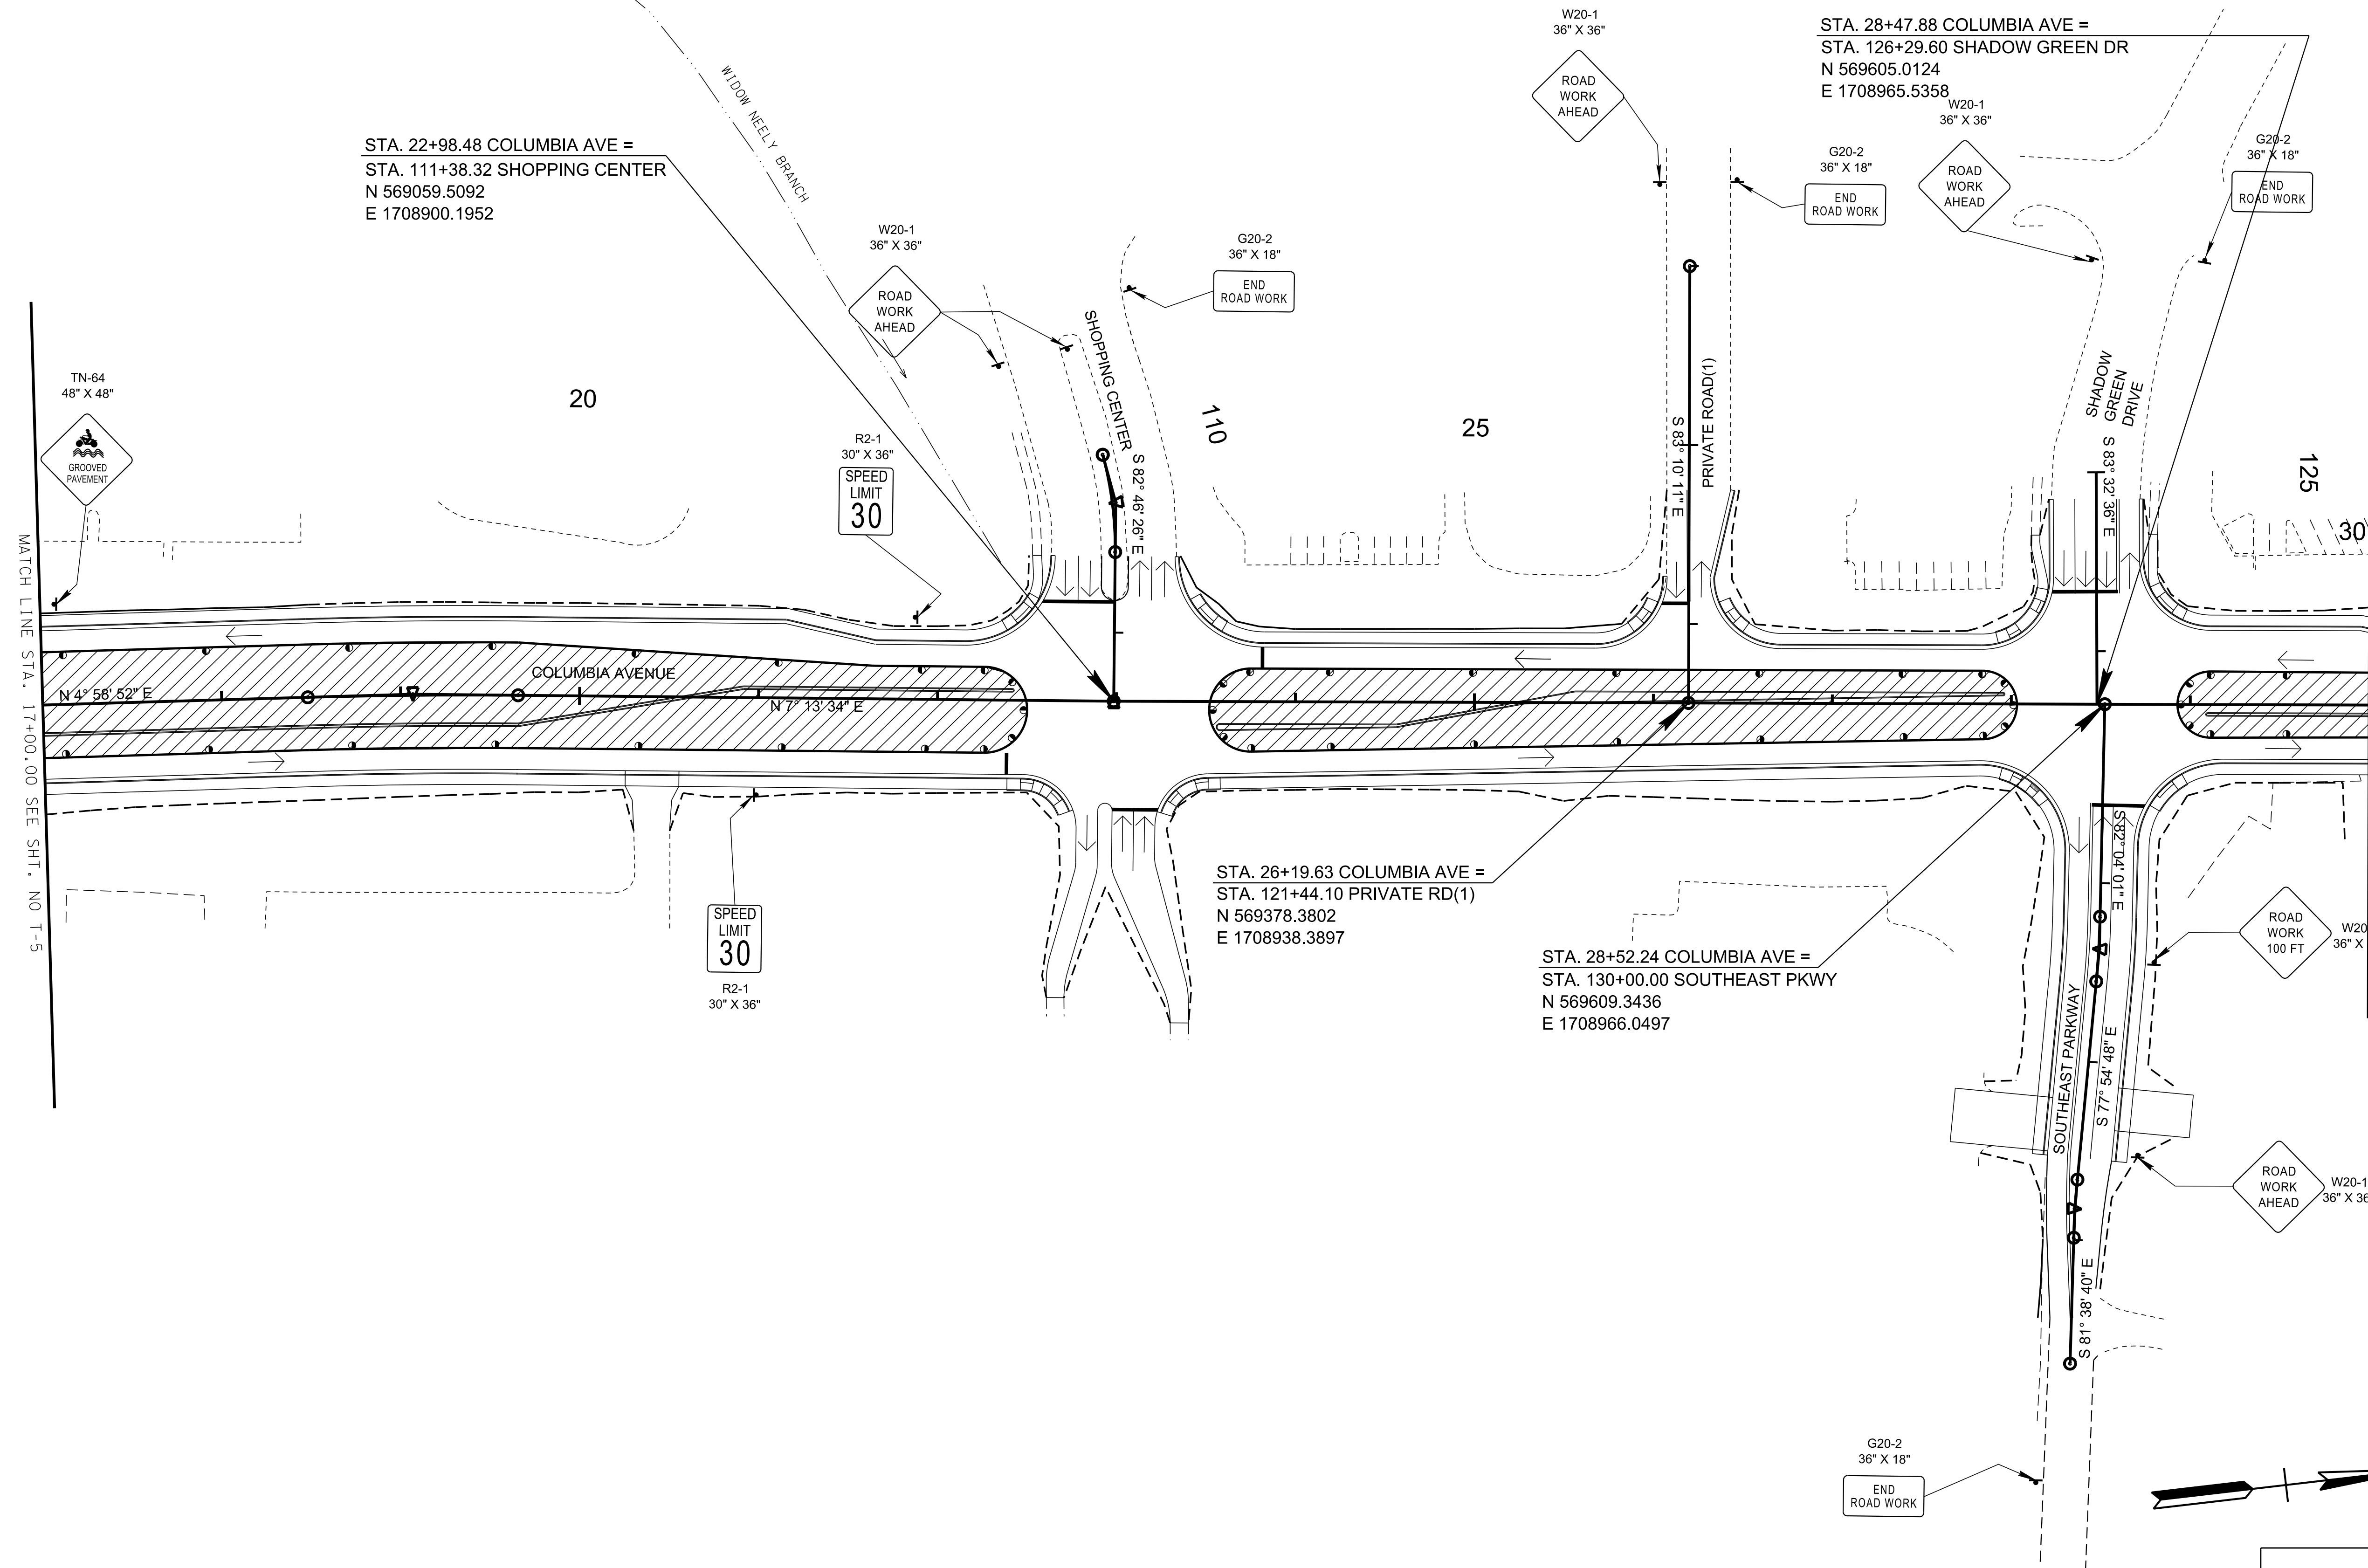 W20-1
36" X 36"
ROAD
WORK
AHEAD
STA. 28+47.88 COLUMBIA AVE =
STA. 126+29.60 SHADOW GREEN DR
N 569605.0124
E 1708965.5358
W20-1
36" X 36"
ROAD
WORK
AHEAD
G20-2
36" X 18"
END
ROAD WORK
G20-2
36" X 18"
END
ROAD WORK
WIDOW NEELY BRANCH
STA. 22+98.48 COLUMBIA AVE =
STA. 111+38.32 SHOPPING CENTER
N 569059.5092
E 1708900.1952
W20-1
36" X 36"
ROAD
WORK
AHEAD
G20-2
36" X 18"
END
ROAD WORK
TN-64
48" X 48"
GROOVED
PAVEMENT
20
R2-1
30" X 36"
SPEED
LIMIT
30
SHOPPING CENTER
S 82° 46' 26" E
110
25
S 83° 10' 11" E
PRIVATE ROAD(1)
SHADOW
GREEN
DRIVE
S 83° 32' 36" E
125
30
MATCH LINE STA. 17+00.00 SEE SHT. NO T-5
COLUMBIA AVENUE
N 4° 58' 52" E
N 7° 13' 34" E
STA. 26+19.63 COLUMBIA AVE =
STA. 121+44.10 PRIVATE RD(1)
N 569378.3802
E 1708938.3897
SPEED
LIMIT
30
R2-1
30" X 36"
STA. 28+52.24 COLUMBIA AVE =
STA. 130+00.00 SOUTHEAST PKWY
N 569609.3436
E 1708966.0497
S 82° 04' 01" E
ROAD
WORK
100 FT
W20
36" X
SOUTHEAST PARKWAY
S 77° 54' 48" E
ROAD
WORK
AHEAD
W20-1
36" X 36
S 81° 38' 40" E
G20-2
36" X 18"
END
ROAD WORK